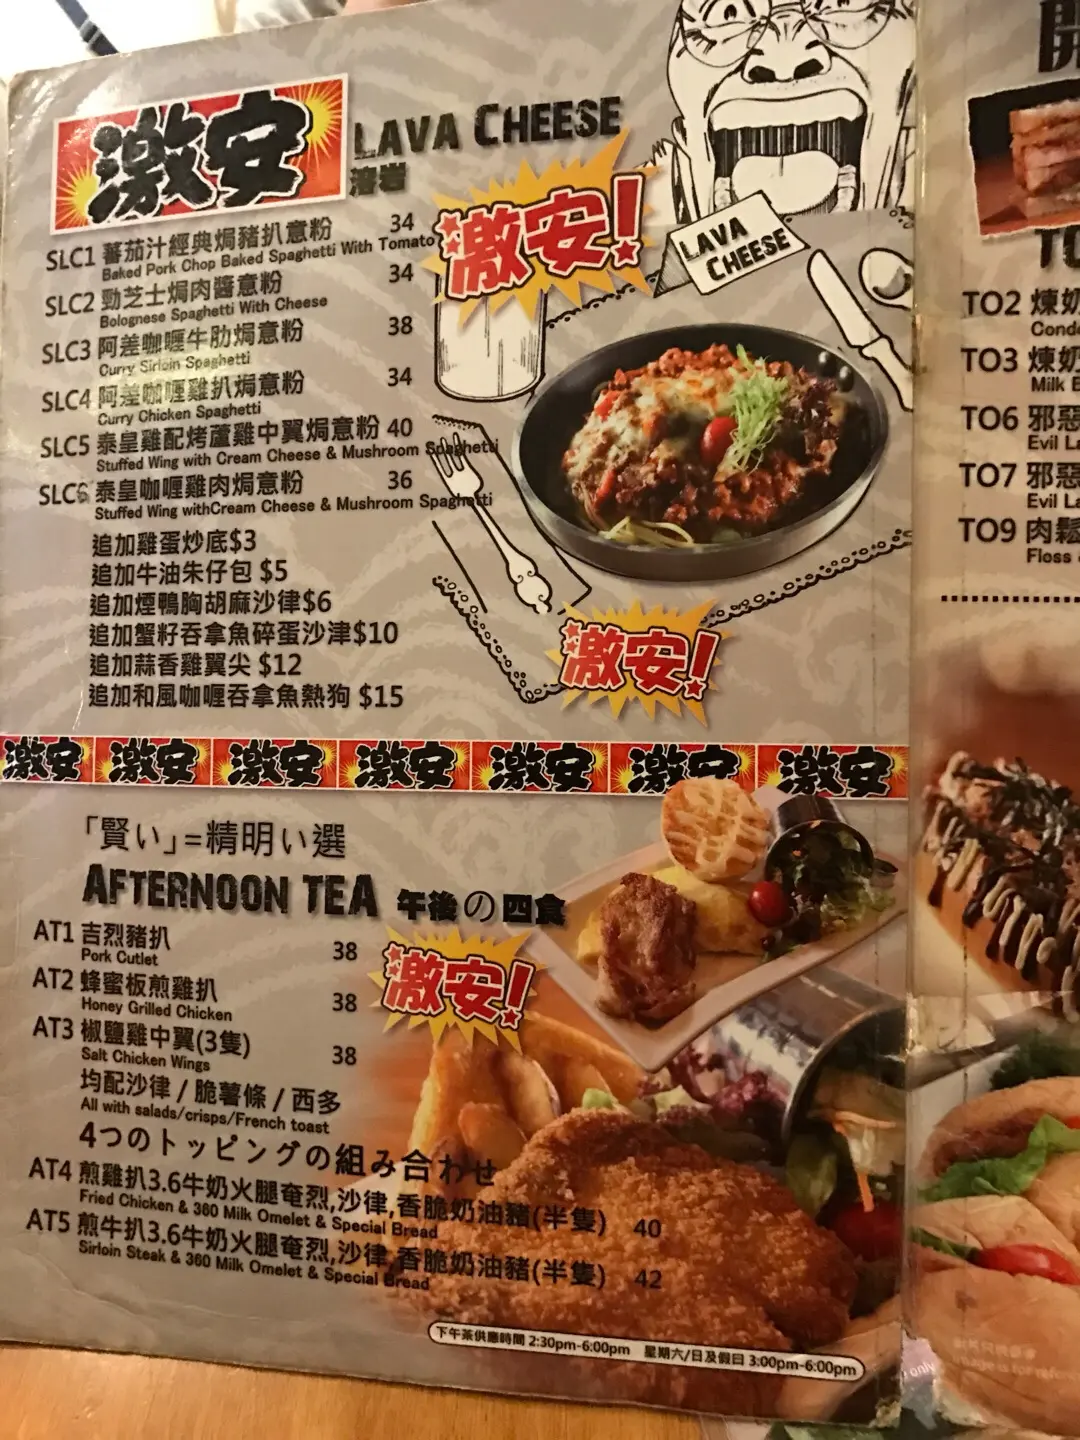 激安
LAVA CHEESE
溶岩
激安!
LAVA
CHEESE
SLC1 蕃茄汁經典焗豬扒意粉 34
Baked Pork Chop Baked Spaghetti With Tomato
SLC2 勁芝士焗肉醬意粉 34
Bolognese Spaghetti With Cheese
SLC3 阿差咖喱牛肋焗意粉 38
Curry Sirloin Spaghetti
SLC4 阿差咖喱雞扒焗意粉 34
Curry Chicken Spaghetti
SLC5 泰皇雞配烤蘆雞中翼焗意粉 40
Stuffed Wing with Cream Cheese & Mushroom Spaghetti
SLC6 泰皇咖喱雞肉焗意粉 36
Stuffed Wing withCream Cheese & Mushroom Spaghetti
追加雞蛋炒底$3
追加牛油朱仔包 $5
追加煙鴨胸胡麻沙律$6
追加蟹籽吞拿魚碎蛋沙津$10
追加蒜香雞翼尖 $12
追加和風咖喱吞拿魚熱狗 $15
激安!
激安 激安 激安 激安 激安 激安 激安
「賢い」=精明い選
AFTERNOON TEA 午後の四食
激安!
AT1 吉烈豬扒 38
Pork Cutlet
AT2 蜂蜜板煎雞扒 38
Honey Grilled Chicken
AT3 椒鹽雞中翼(3隻) 38
Salt Chicken Wings
均配沙律 / 脆薯條 / 西多
All with salads/crisps/French toast
4つのトッピングの組み合わせ
AT4 煎雞扒3.6牛奶火腿奄烈,沙律,香脆奶油豬(半隻) 40
Fried Chicken & 360 Milk Omelet & Special Bread
AT5 煎牛扒3.6牛奶火腿奄烈,沙律,香脆奶油豬(半隻) 42
Sirloin Steak & 360 Milk Omelet & Special Bread
下午茶供應時間 2:30pm-6:00pm 星期六/日及假日 3:00pm-6:00pm
開
TO
TO2 煉奶
Conde
TO3 煉奶
Milk B
TO6 邪惡
Evil La
TO7 邪惡
Evil La
TO9 肉鬆
Floss
only